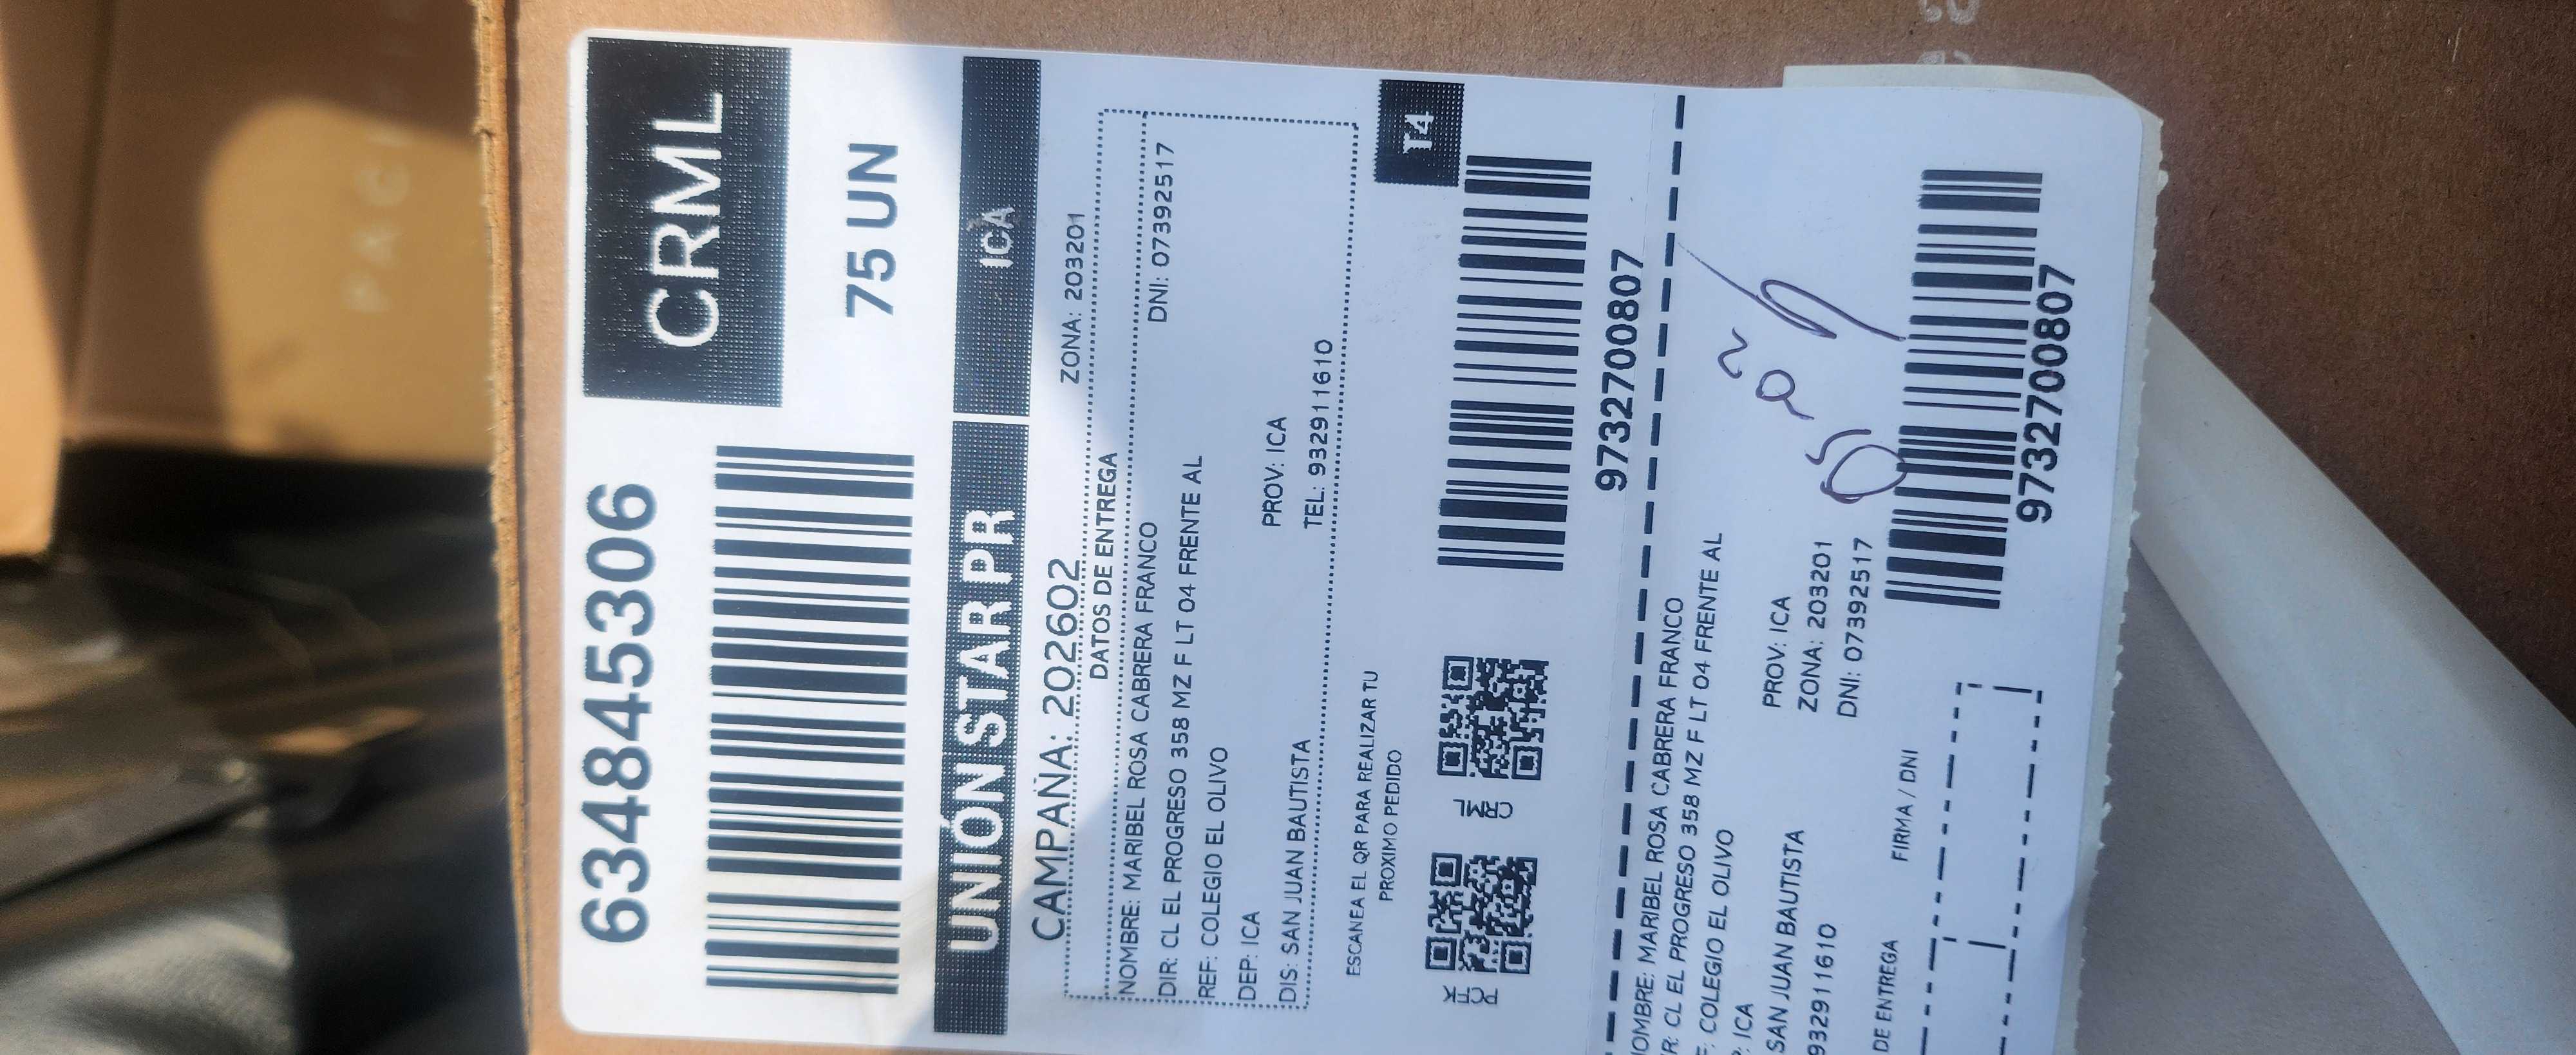 6348445306
CRML
75 UN
UNIÓN STAR PR
ICA
CAMPAÑA: 202602
ZONA: 203201
DATOS DE ENTREGA
NOMBRE: MARIBEL ROSA CABRERA FRANCO
DNI: 07392517
DIR: CL EL PROGRESO 358 MZ F LT 04 FRENTE AL
REF: COLEGIO EL OLIVO
DEP: ICA
PROV: ICA
DIS: SAN JUAN BAUTISTA
TEL: 932911610
ESCANEA EL QR PARA REALIZAR TU
PROXIMO PEDIDO
T4
PCFK
CRML
9732700807
OMBRE: MARIBEL ROSA CABRERA FRANCO
R: CL EL PROGRESO 358 MZ F LT 04 FRENTE AL
F: COLEGIO EL OLIVO
P: ICA
PROV: ICA
SAN JUAN BAUTISTA
ZONA: 203201
932911610
DNI: 07392517
DE ENTREGA
FIRMA / DNI
9732700807